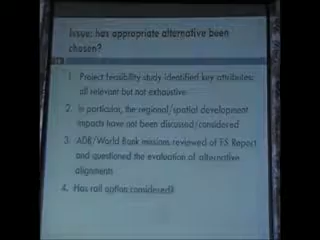 Issue: has appropriate alternative been
chosen?
1. Project feasibility study identified key attributes:
all relevant but not exhaustive
2. In particular, the regional/spatial development
impacts have not been discussed/considered
3. ADB/World Bank missions reviewed of FS Report
and questioned the evaluation of alternative
alignments
4. Has rail option considered?